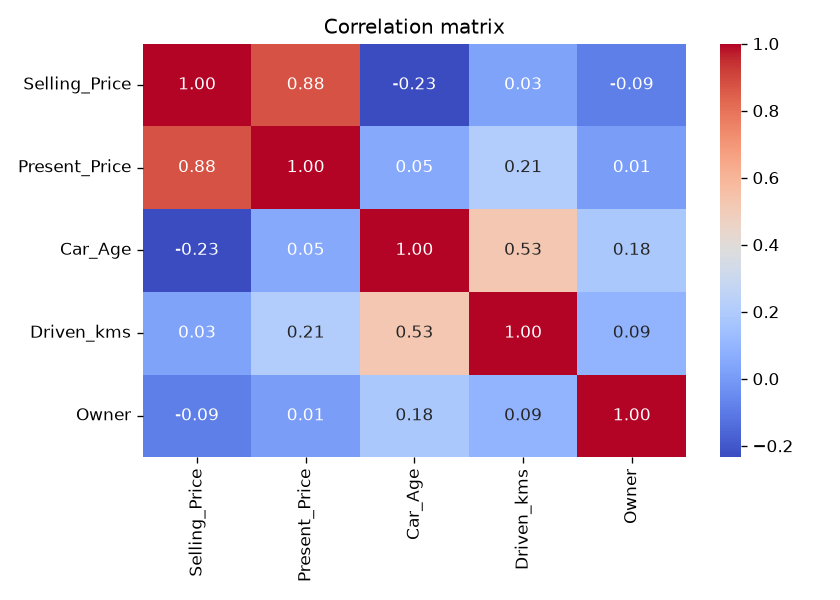 Correlation matrix
Selling_Price 1.00 0.88 -0.23 0.03 -0.09
Present_Price 0.88 1.00 0.05 0.21 0.01
Car_Age -0.23 0.05 1.00 0.53 0.18
Driven_kms 0.03 0.21 0.53 1.00 0.09
Owner -0.09 0.01 0.18 0.09 1.00
Selling_Price Present_Price Car_Age Driven_kms Owner
1.0
0.8
0.6
0.4
0.2
0.0
−0.2